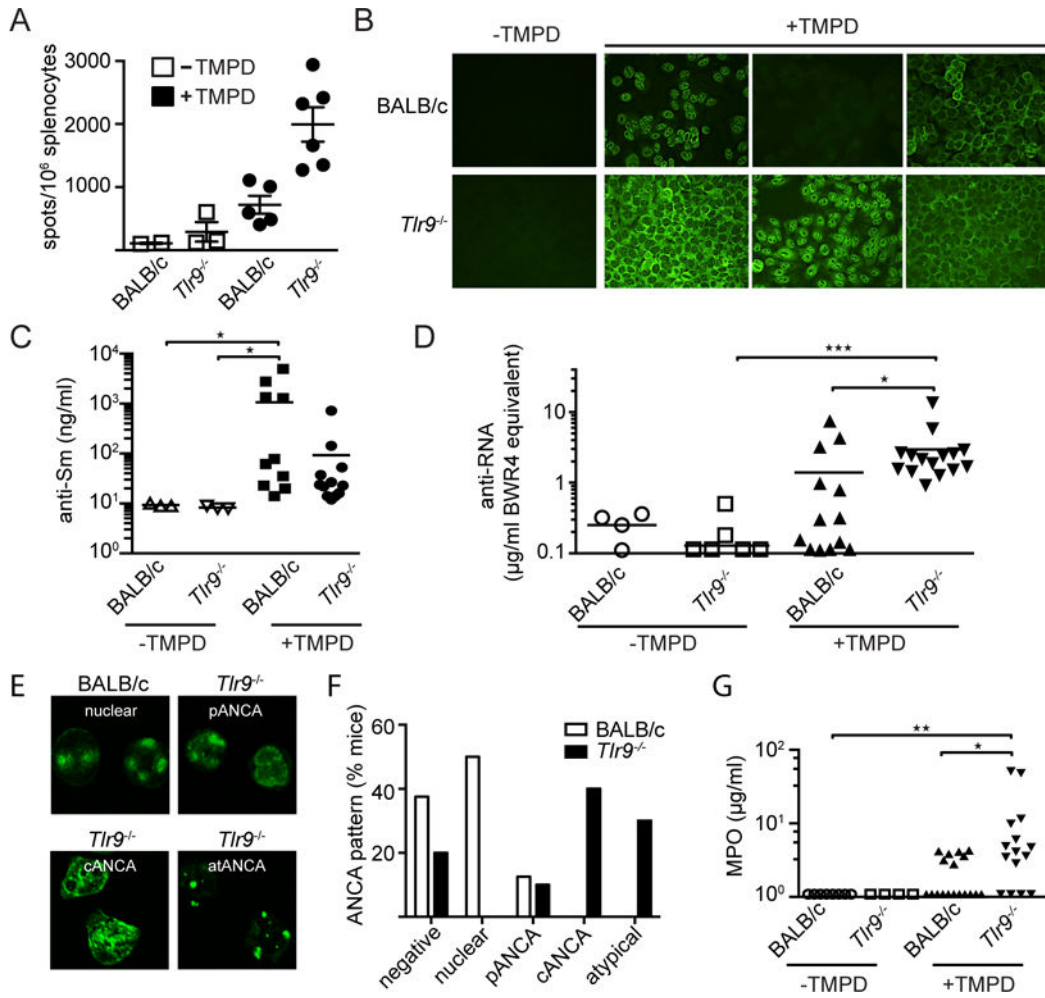 A
spots/10⁶ splenocytes
3000
2000
1000
– TMPD
+ TMPD
BALB/c
Tlr9⁻/⁻
BALB/c
Tlr9⁻/⁻
B
-TMPD
+TMPD
BALB/c
Tlr9⁻/⁻
C
anti-Sm (ng/ml)
10⁴
10³
10²
10¹
10⁰
*
*
BALB/c
Tlr9⁻/⁻
BALB/c
Tlr9⁻/⁻
-TMPD
+TMPD
D
anti-RNA
(µg/ml BWR4 equivalent)
10
1
0.1
***
*
BALB/c
Tlr9⁻/⁻
BALB/c
Tlr9⁻/⁻
-TMPD
+TMPD
E
BALB/c
Tlr9⁻/⁻
nuclear
pANCA
Tlr9⁻/⁻
Tlr9⁻/⁻
cANCA
atANCA
F
ANCA pattern (% mice)
60
40
20
BALB/c
Tlr9⁻/⁻
negative
nuclear
pANCA
cANCA
atypical
G
MPO (µg/ml)
10²
10¹
10⁰
**
*
BALB/c
Tlr9⁻/⁻
BALB/c
Tlr9⁻/⁻
-TMPD
+TMPD